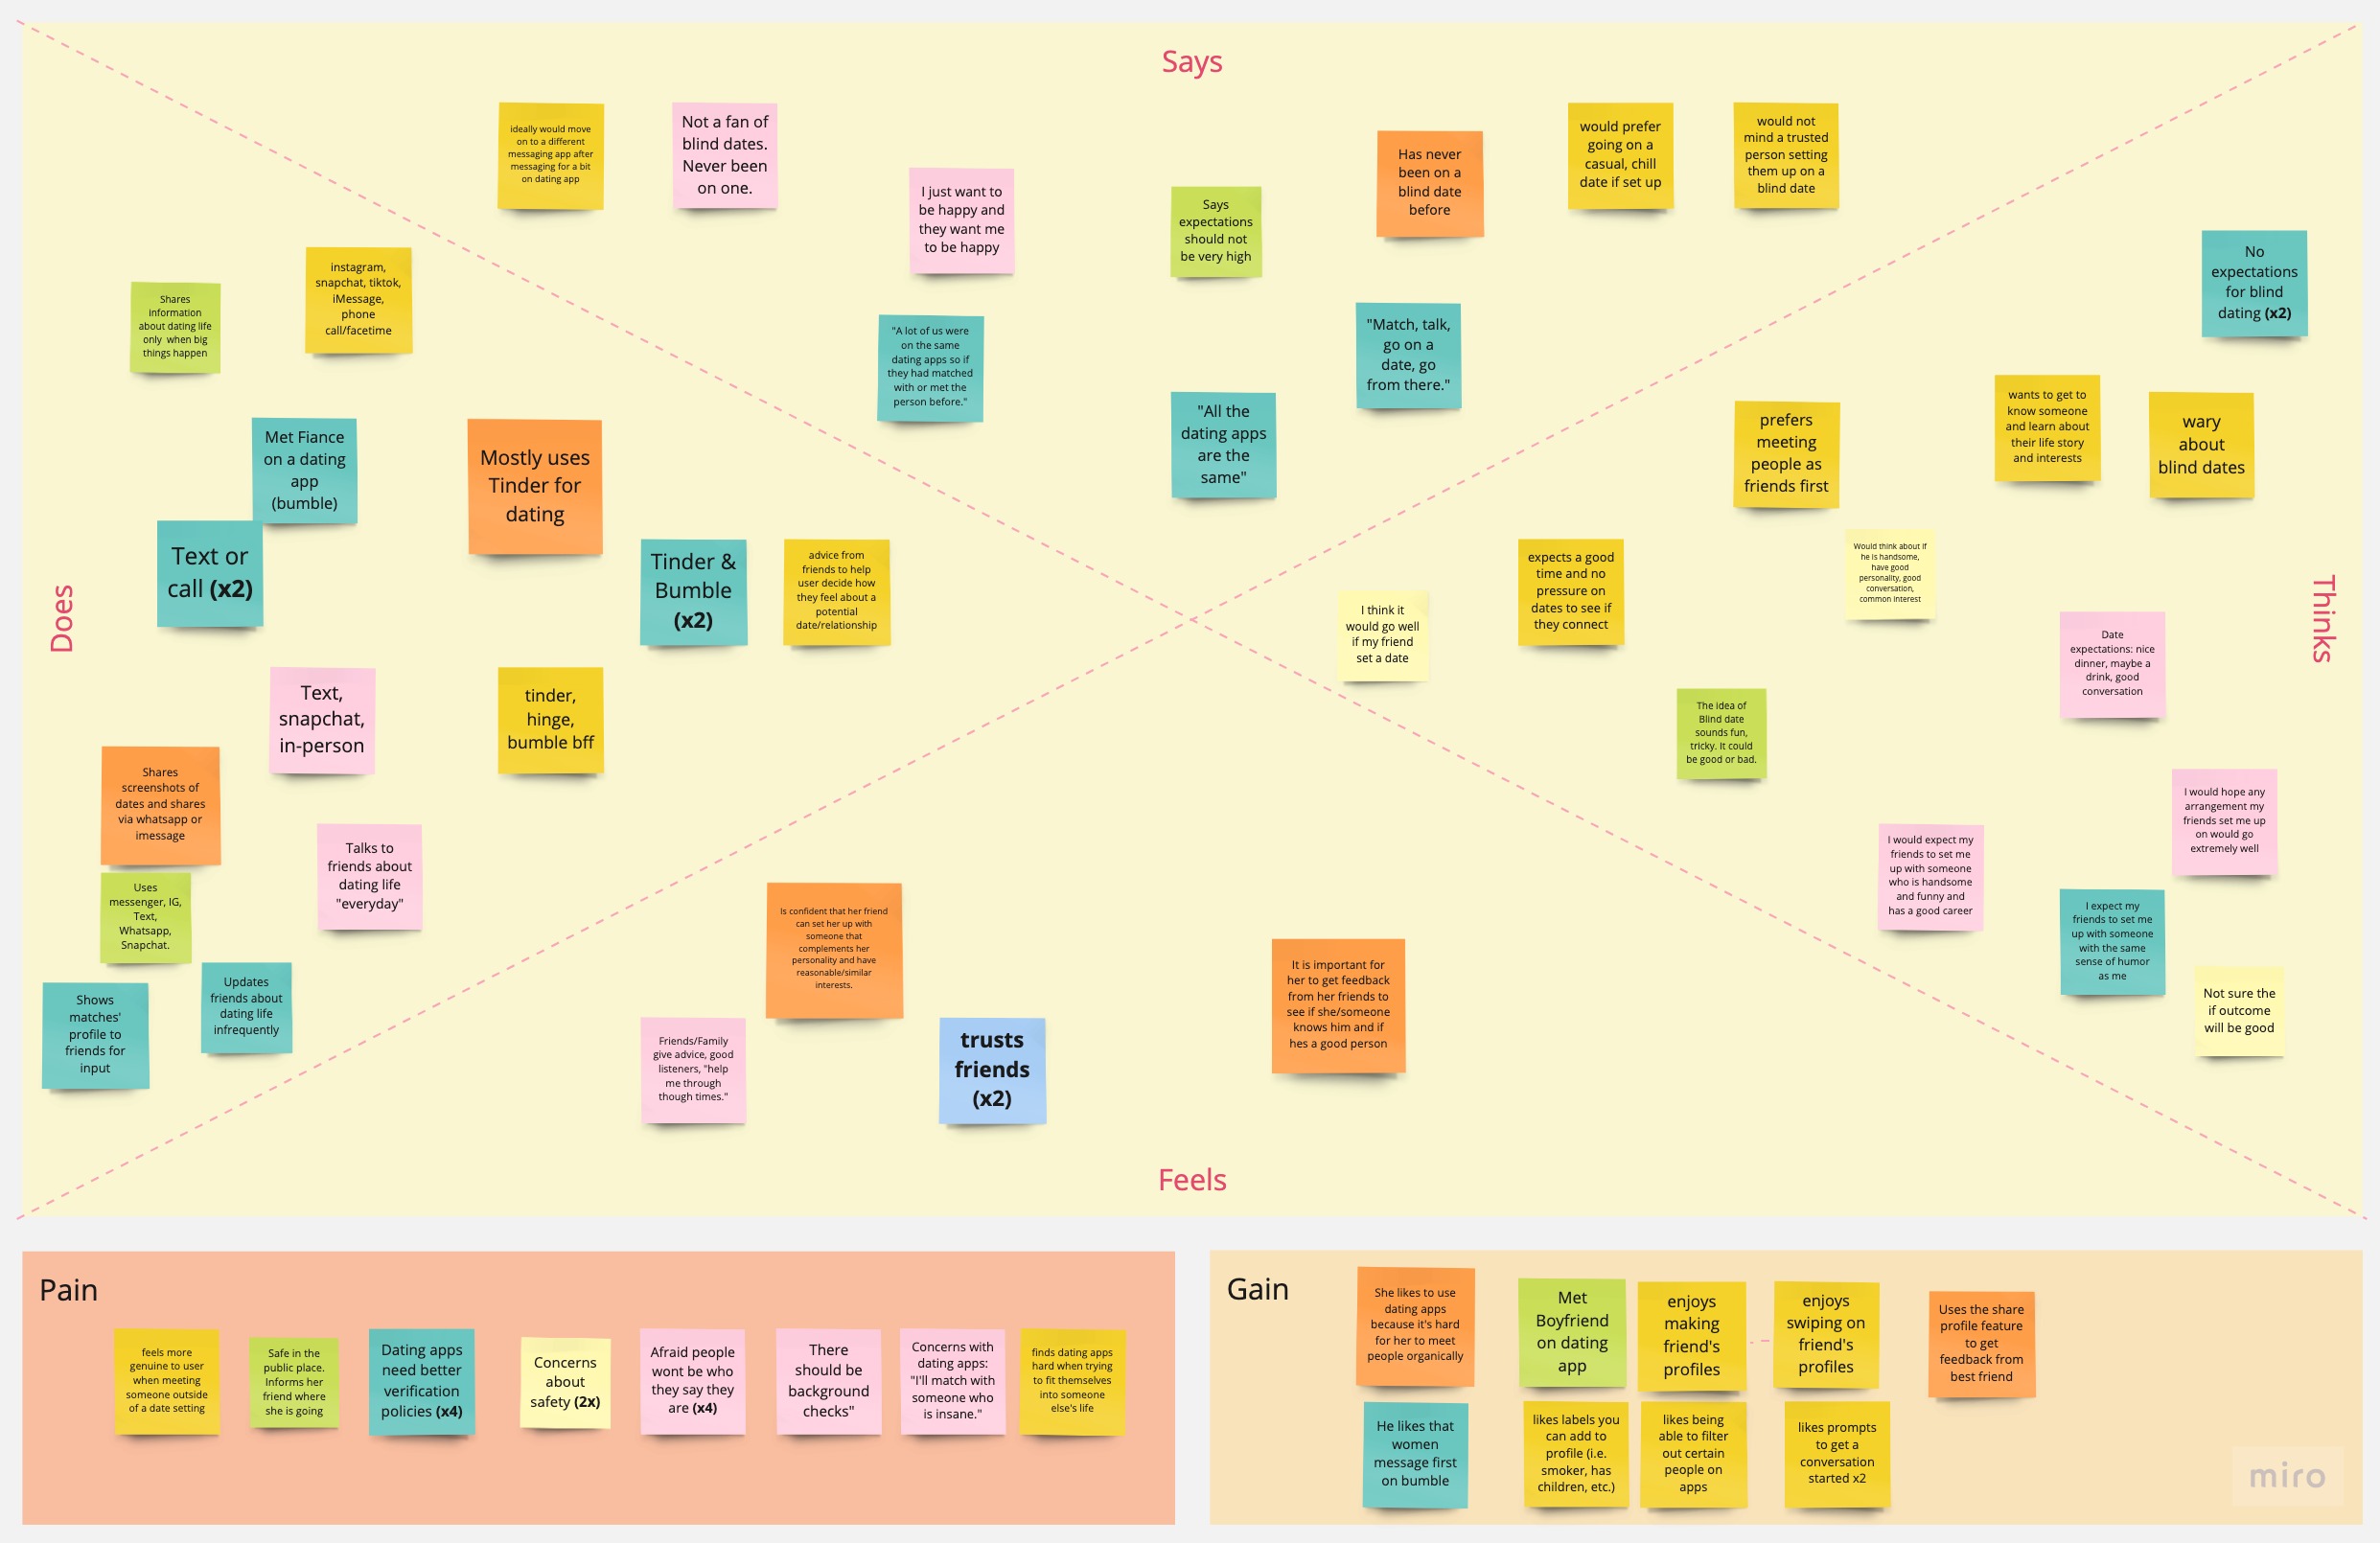 Says
ideally would move
on to a different
messaging app after
messaging for a bit
on dating app
Not a fan of
blind dates.
Never been
on one.
I just want to
be happy and
they want me
to be happy
Says
expectations
should not
be very high
Has never
been on a
blind date
before
would prefer
going on a
casual, chill
date if set up
would not
mind a trusted
person setting
them up on a
blind date
"A lot of us were
on the same
dating apps so if
they had matched
with or met the
person before."
"All the
dating apps
are the
same"
"Match, talk,
go on a
date, go
from there."
Does
Shares
information
about dating life
only when big
things happen
instagram,
snapchat, tiktok,
iMessage,
phone
call/facetime
Met Fiance
on a dating
app
(bumble)
Mostly uses
Tinder for
dating
Text or
call (x2)
Tinder &
Bumble
(x2)
advice from
friends to help
user decide how
they feel about a
potential
date/relationship
Text,
snapchat,
in-person
tinder,
hinge,
bumble bff
Shares
screenshots of
dates and shares
via whatsapp or
imessage
Talks to
friends about
dating life
"everyday"
Uses
messenger, IG,
Text,
Whatsapp,
Snapchat.
Shows
matches'
profile to
friends for
input
Updates
friends about
dating life
infrequently
Thinks
No
expectations
for blind
dating (x2)
prefers
meeting
people as
friends first
wants to get to
know someone
and learn about
their life story
and interests
wary
about
blind dates
I think it
would go well
if my friend
set a date
expects a good
time and no
pressure on
dates to see if
they connect
Would think about if
he is handsome,
have good
personality, good
conversation,
common interest
Date
expectations: nice
dinner, maybe a
drink, good
conversation
The idea of
Blind date
sounds fun,
tricky. It could
be good or bad.
I would expect my
friends to set me
up with someone
who is handsome
and funny and
has a good career
I would hope any
arrangement my
friends set me up
on would go
extremely well
I expect my
friends to set me
up with someone
with the same
sense of humor
as me
Not sure the
if outcome
will be good
Is confident that her friend
can set her up with
someone that
complements her
personality and have
reasonable/similar
interests.
Friends/Family
give advice, good
listeners, "help
me through
though times."
trusts
friends
(x2)
It is important for
her to get feedback
from her friends to
see if she/someone
knows him and if
hes a good person
Feels
Pain
feels more
genuine to user
when meeting
someone outside
of a date setting
Safe in the
public place.
Informs her
friend where
she is going
Dating apps
need better
verification
policies (x4)
Concerns
about
safety (2x)
Afraid people
wont be who
they say they
are (x4)
There
should be
background
checks"
Concerns with
dating apps:
"I'll match with
someone who
is insane."
finds dating apps
hard when trying
to fit themselves
into someone
else's life
Gain
She likes to use
dating apps
because it's hard
for her to meet
people organically
Met
Boyfriend
on dating
app
enjoys
making
friend's
profiles
enjoys
swiping on
friend's
profiles
Uses the share
profile feature
to get
feedback from
best friend
He likes that
women
message first
on bumble
likes labels you
can add to
profile (i.e.
smoker, has
children, etc.)
likes being
able to filter
out certain
people on
apps
likes prompts
to get a
conversation
started x2
miro